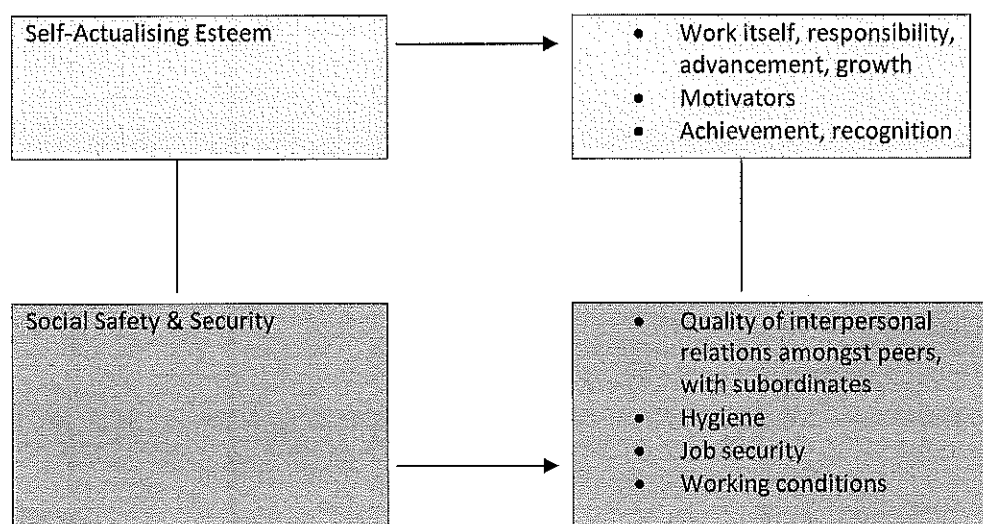 Self-Actualising Esteem
• Work itself, responsibility,
advancement, growth
• Motivators
• Achievement, recognition
Social Safety & Security
• Quality of interpersonal
relations amongst peers,
with subordinates
• Hygiene
• Job security
• Working conditions